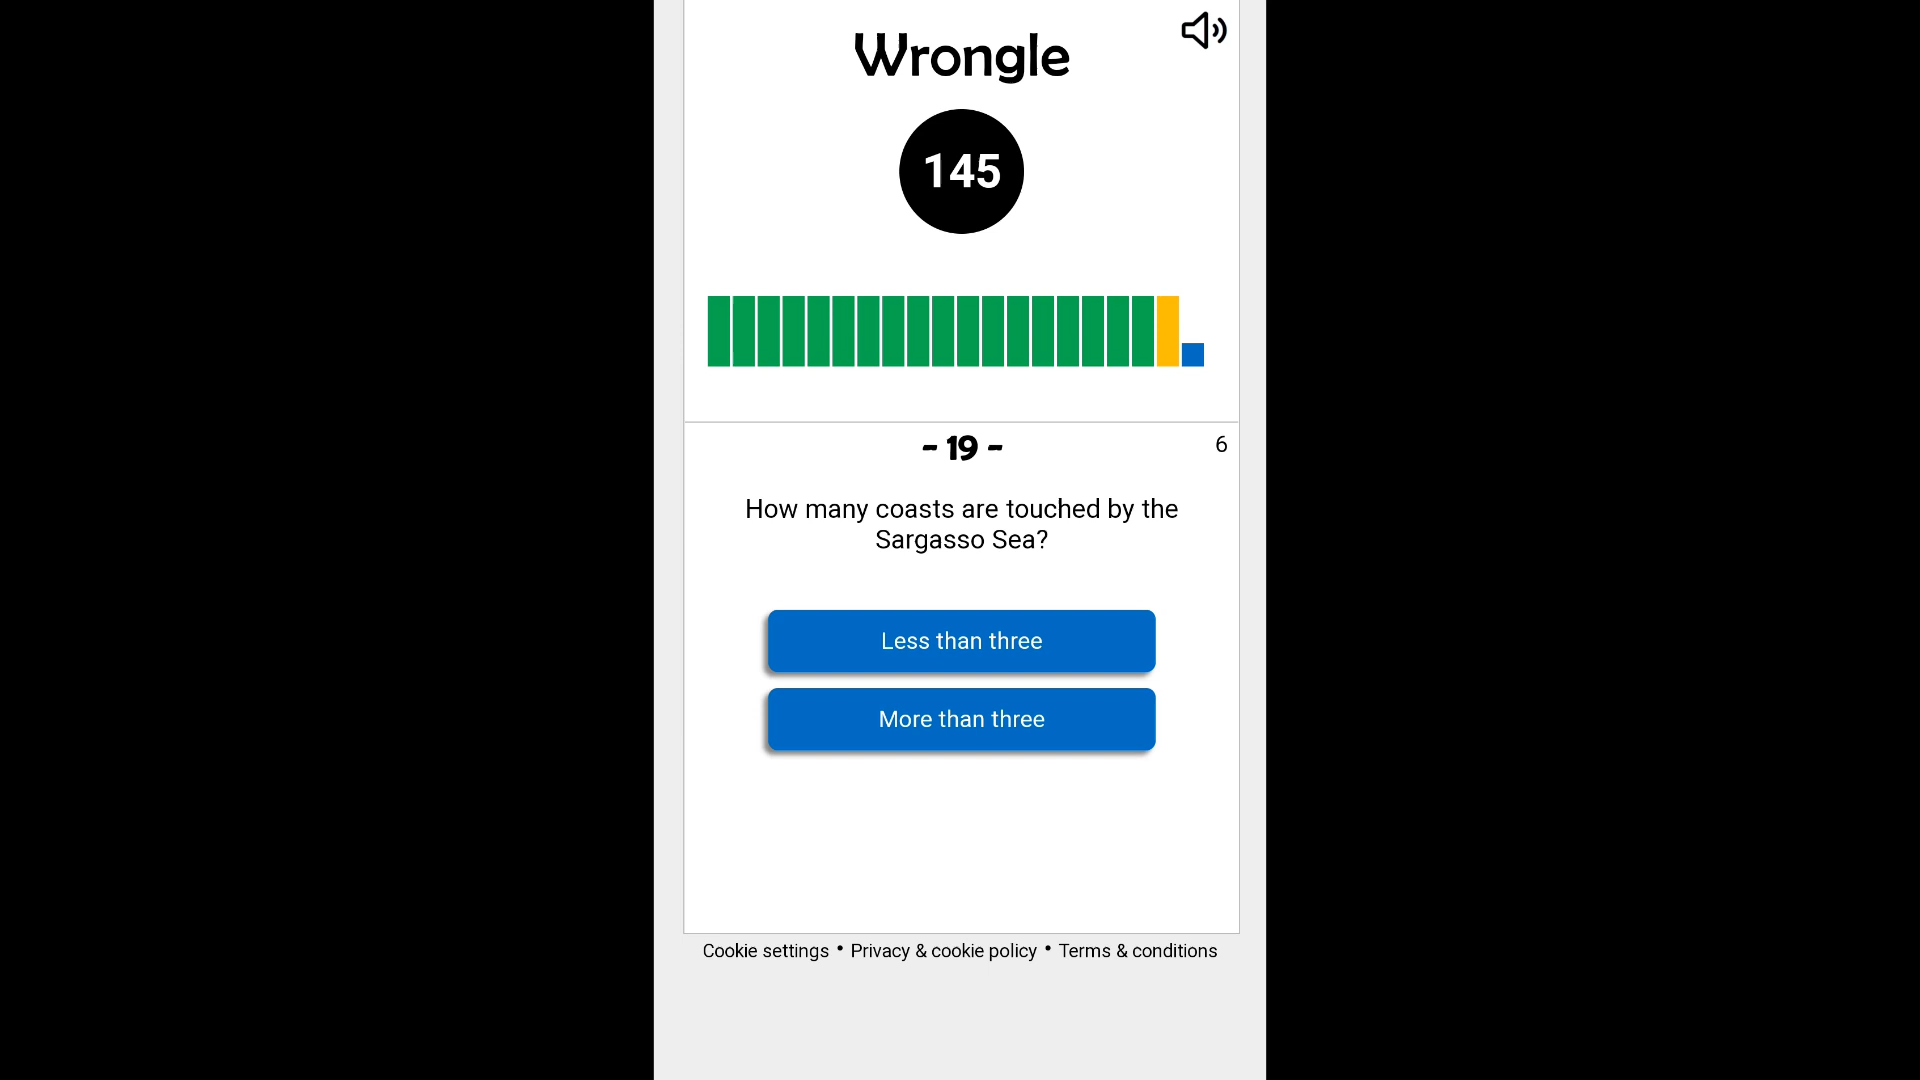 Wrongle
145
- 19 -
6
How many coasts are touched by the
Sargasso Sea?
Less than three
More than three
Cookie settings • Privacy & cookie policy • Terms & conditions